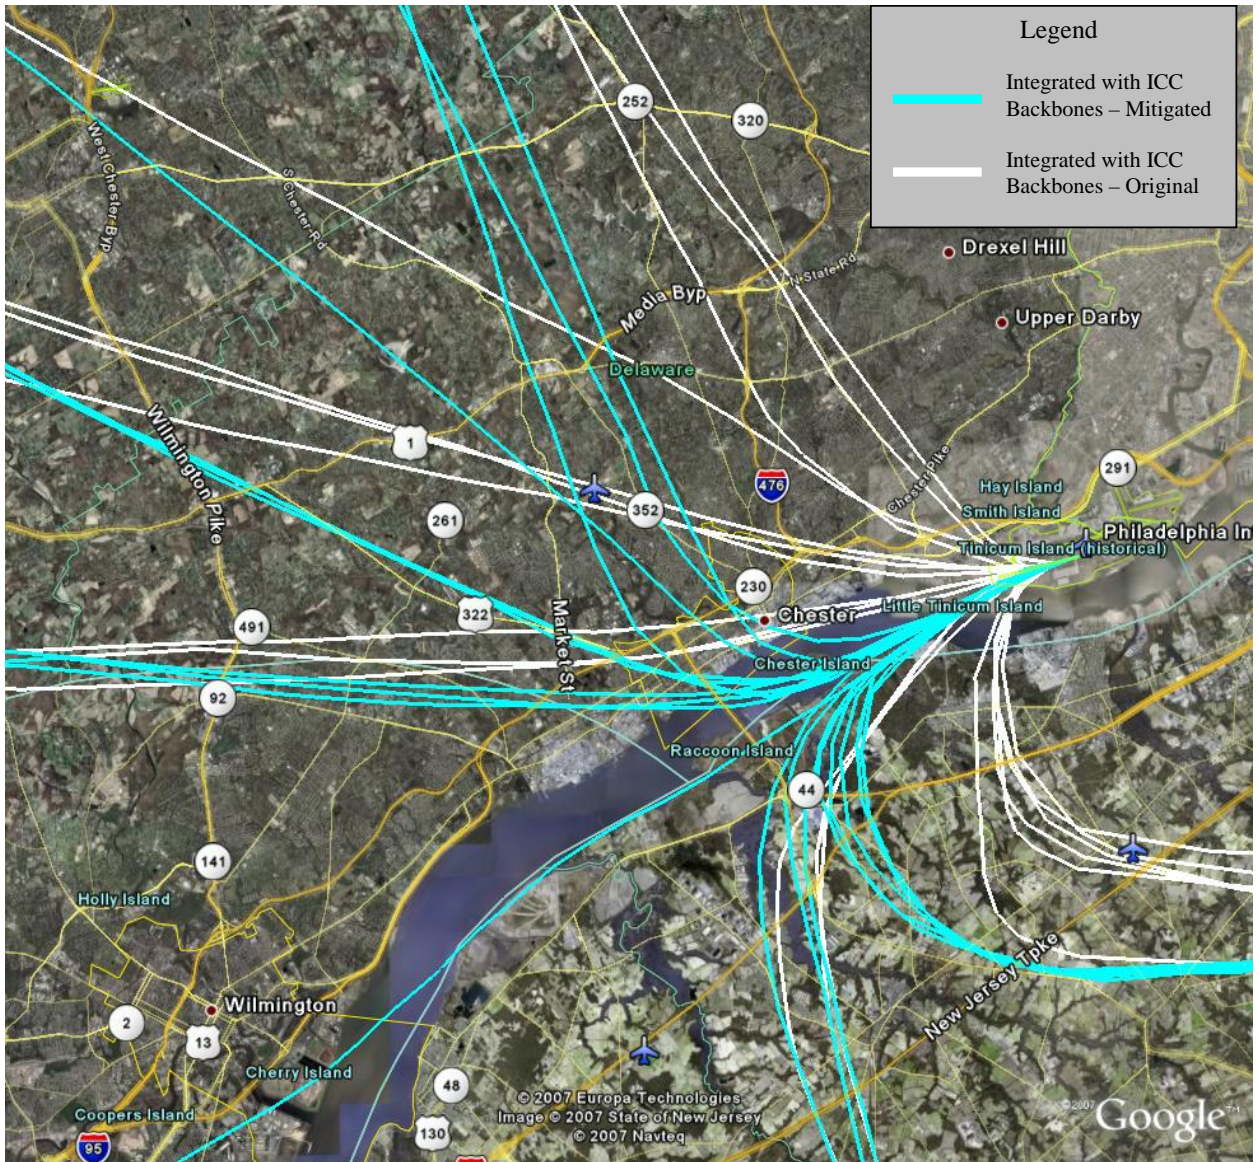 Legend
Integrated with ICC
Backbones – Mitigated
Integrated with ICC
Backbones – Original
252
320
West Chester Byp
S Chester Rd
Drexel Hill
N State Rd
Media Byp
Upper Darby
Delaware
Wilmington Pike
1
291
476
Chester Pike
Hay Island
352
Smith Island
261
Philadelphia In
Tinicum Island (historical)
230
Little Tinicum Island
322
Chester
491
Market St
Chester Island
92
Raccoon Island
44
141
Holly Island
New Jersey Tpke
Wilmington
2
13
Cherry Island
48
Coopers Island
130
95
© 2007 Europa Technologies
Image © 2007 State of New Jersey
© 2007 Navteq
©2007 Google™